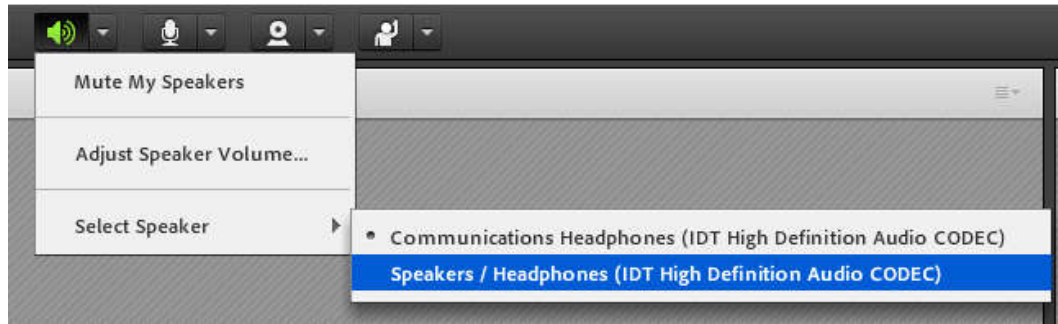 Mute My Speakers
Adjust Speaker Volume...
Select Speaker
Communications Headphones (IDT High Definition Audio CODEC)
Speakers / Headphones (IDT High Definition Audio CODEC)